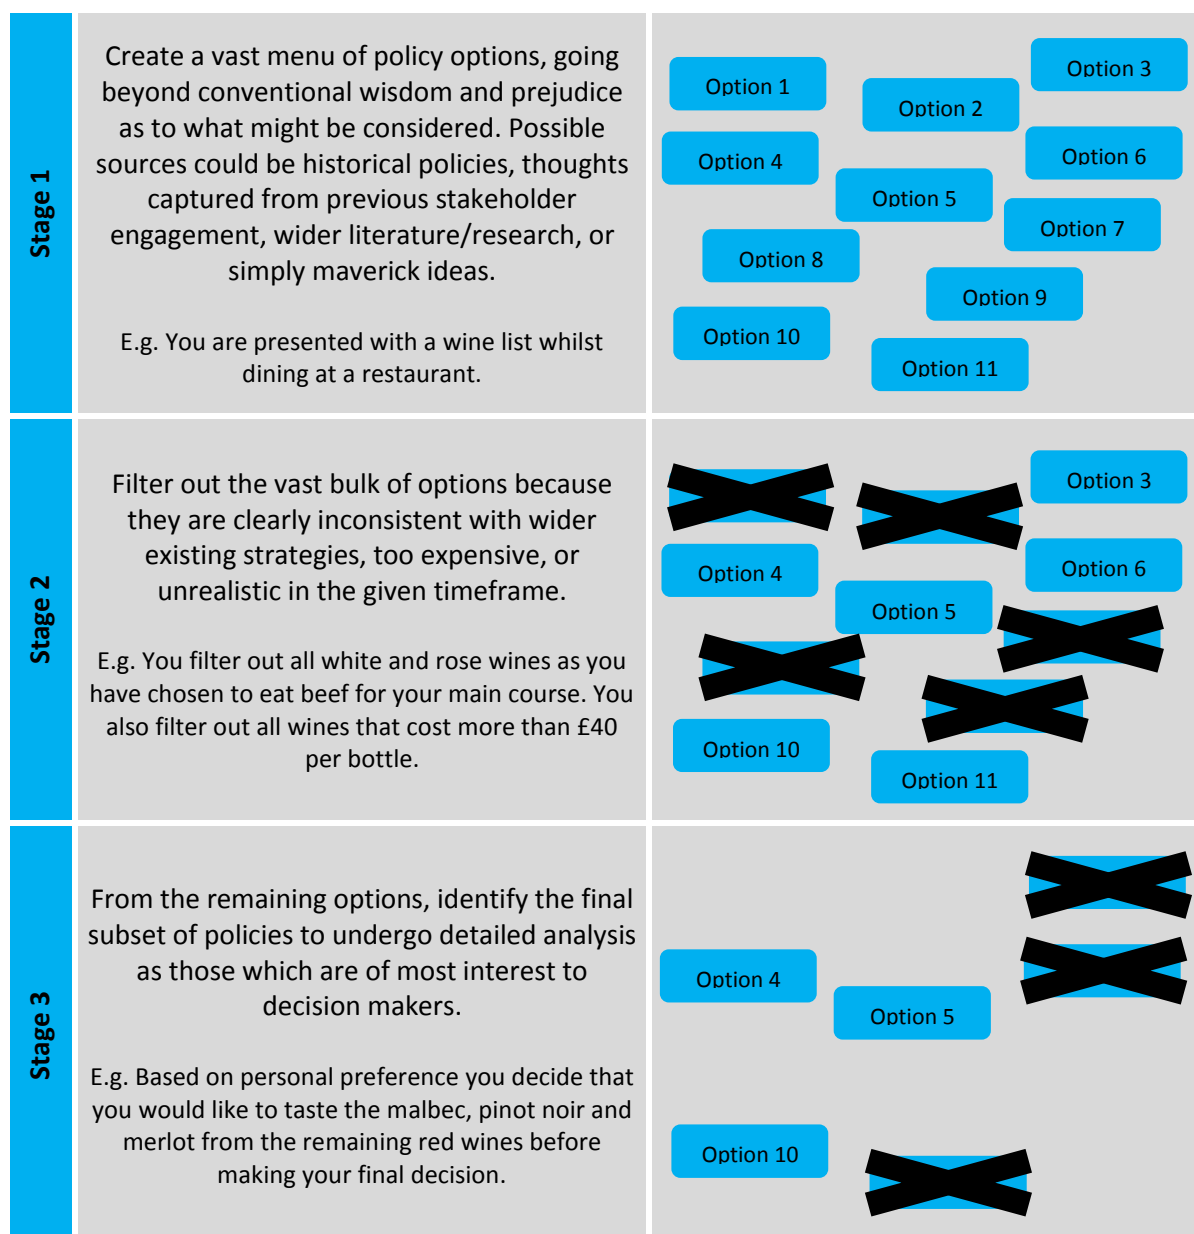 Stage 1
Create a vast menu of policy options, going
beyond conventional wisdom and prejudice
as to what might be considered. Possible
sources could be historical policies, thoughts
captured from previous stakeholder
engagement, wider literature/research, or
simply maverick ideas.
E.g. You are presented with a wine list whilst
dining at a restaurant.
Option 1
Option 2
Option 3
Option 4
Option 5
Option 6
Option 7
Option 8
Option 9
Option 10
Option 11
Stage 2
Filter out the vast bulk of options because
they are clearly inconsistent with wider
existing strategies, too expensive, or
unrealistic in the given timeframe.
E.g. You filter out all white and rose wines as you
have chosen to eat beef for your main course. You
also filter out all wines that cost more than £40
per bottle.
Option 3
Option 4
Option 5
Option 6
Option 10
Option 11
Stage 3
From the remaining options, identify the final
subset of policies to undergo detailed analysis
as those which are of most interest to
decision makers.
E.g. Based on personal preference you decide that
you would like to taste the malbec, pinot noir and
merlot from the remaining red wines before
making your final decision.
Option 4
Option 5
Option 10